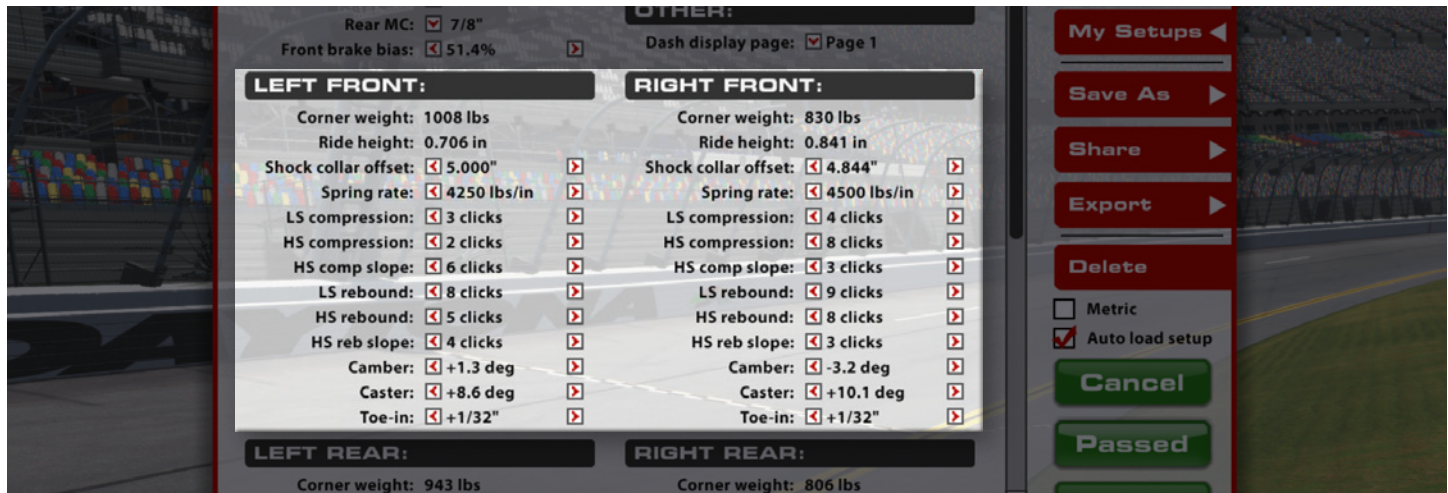 OTHER:
Rear MC: 7/8"
Front brake bias: 51.4%
Dash display page: Page 1
LEFT FRONT:
Corner weight: 1008 lbs
Ride height: 0.706 in
Shock collar offset: 5.000"
Spring rate: 4250 lbs/in
LS compression: 3 clicks
HS compression: 2 clicks
HS comp slope: 6 clicks
LS rebound: 8 clicks
HS rebound: 5 clicks
HS reb slope: 4 clicks
Camber: +1.3 deg
Caster: +8.6 deg
Toe-in: +1/32"
RIGHT FRONT:
Corner weight: 830 lbs
Ride height: 0.841 in
Shock collar offset: 4.844"
Spring rate: 4500 lbs/in
LS compression: 4 clicks
HS compression: 8 clicks
HS comp slope: 3 clicks
LS rebound: 9 clicks
HS rebound: 8 clicks
HS reb slope: 3 clicks
Camber: -3.2 deg
Caster: +10.1 deg
Toe-in: +1/32"
LEFT REAR:
Corner weight: 943 lbs
RIGHT REAR:
Corner weight: 806 lbs
My Setups
Save As
Share
Export
Delete
Metric
Auto load setup
Cancel
Passed